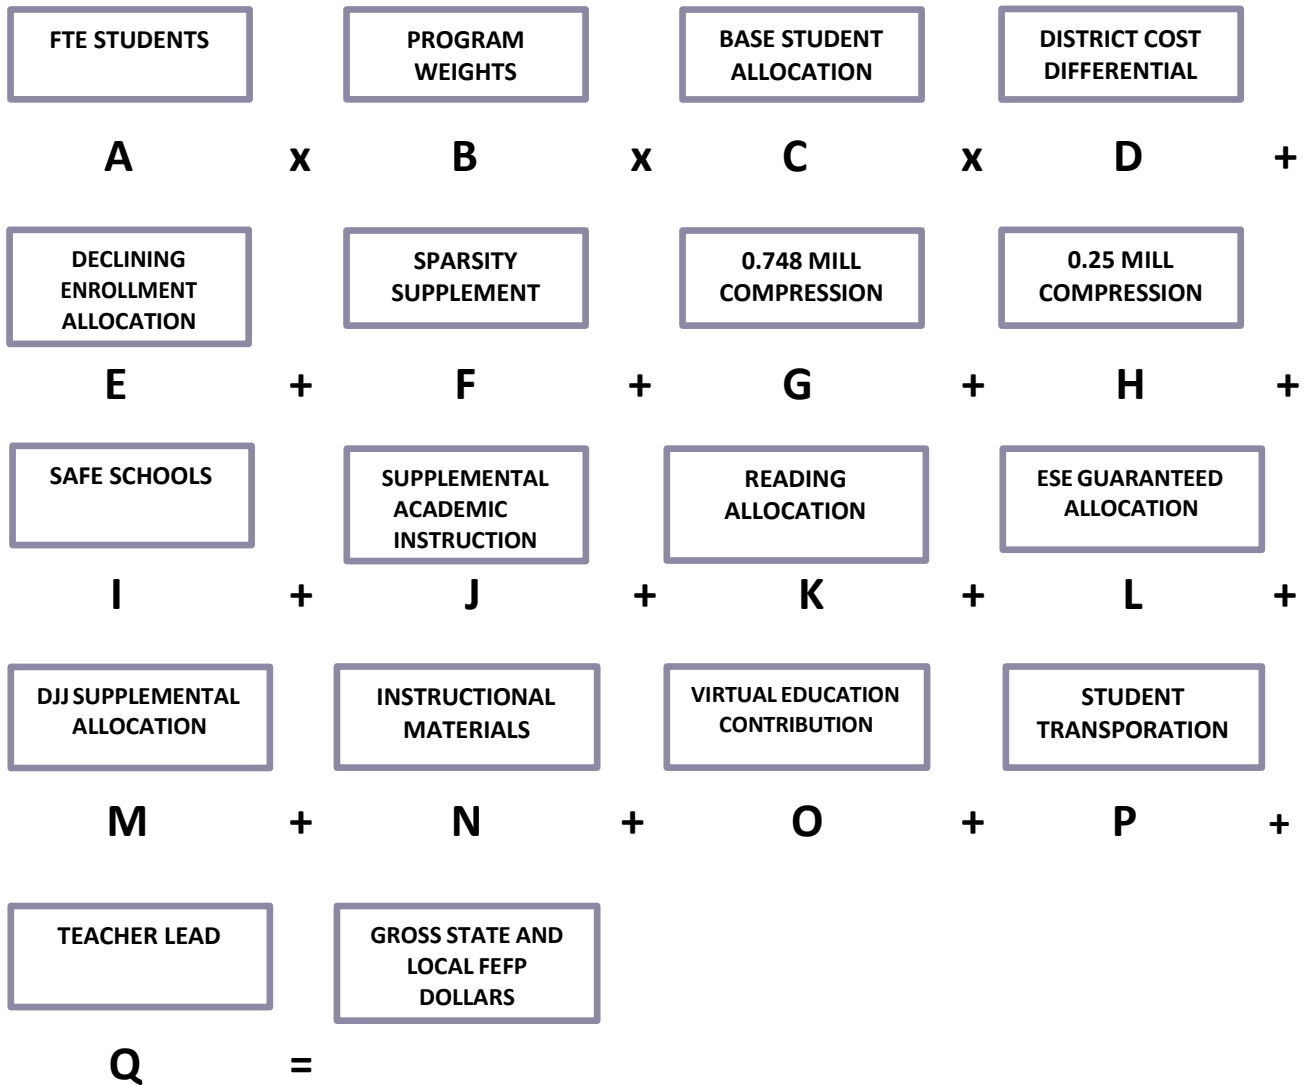 FTE STUDENTS
PROGRAM
WEIGHTS
BASE STUDENT
ALLOCATION
DISTRICT COST
DIFFERENTIAL
A x B x C x D +
DECLINING
ENROLLMENT
ALLOCATION
SPARSITY
SUPPLEMENT
0.748 MILL
COMPRESSION
0.25 MILL
COMPRESSION
E + F + G + H +
SAFE SCHOOLS
SUPPLEMENTAL
ACADEMIC
INSTRUCTION
READING
ALLOCATION
ESE GUARANTEED
ALLOCATION
I + J + K + L +
DJJ SUPPLEMENTAL
ALLOCATION
INSTRUCTIONAL
MATERIALS
VIRTUAL EDUCATION
CONTRIBUTION
STUDENT
TRANSPORATION
M + N + O + P +
TEACHER LEAD
GROSS STATE AND
LOCAL FEFP
DOLLARS
Q =